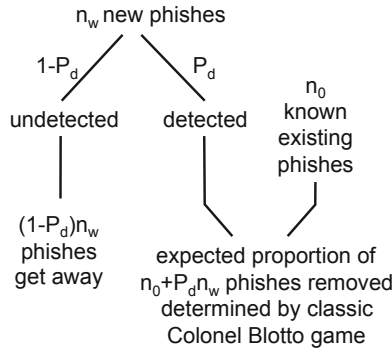 n_w new phishes
1-P_d
P_d
undetected
detected
n_0
known
existing
phishes
(1-P_d)n_w
phishes
get away
expected proportion of
n_0+P_dn_w phishes removed
determined by classic
Colonel Blotto game